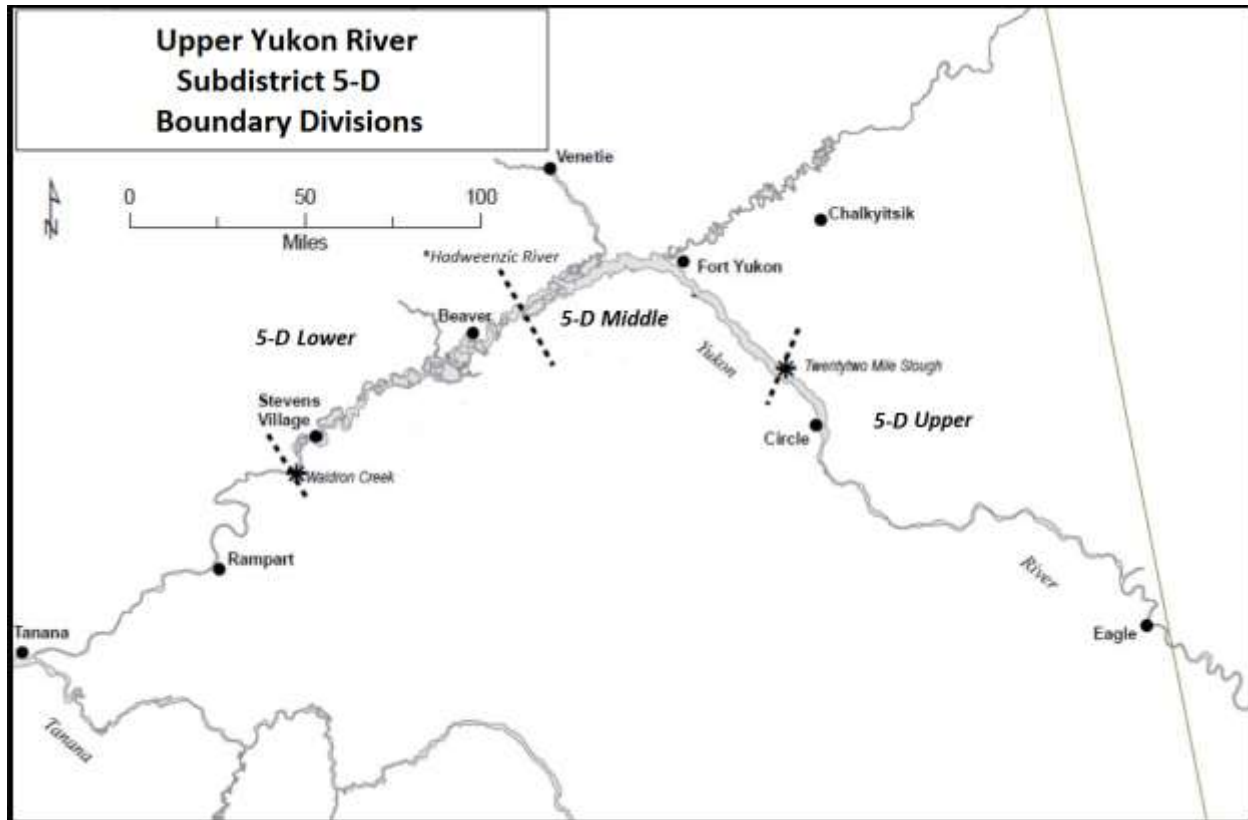 Upper Yukon River
Subdistrict 5-D
Boundary Divisions
N
0 50 100
Miles
Venetie
Chalkyitsik
*Hadweenzic River
Fort Yukon
Beaver
5-D Middle
5-D Lower
Yukon
Twentytwo Mile Slough
Stevens
Village
5-D Upper
Circle
Waldron Creek
Rampart
River
Tanana
Eagle
Tanana